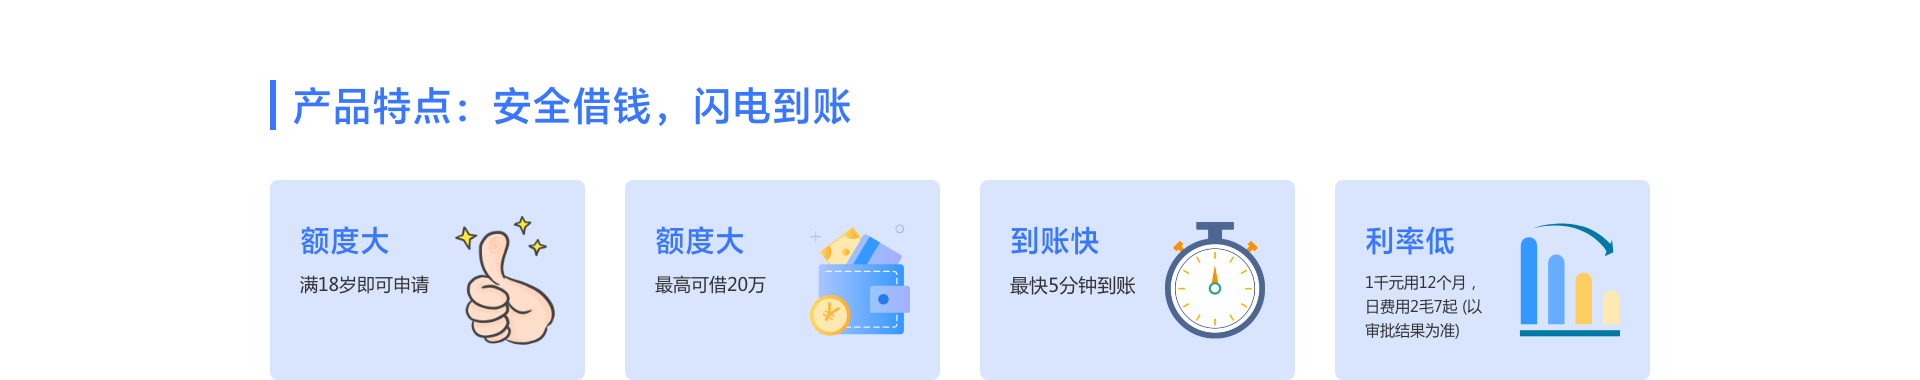 产品特点：安全借钱，闪电到账
额度大
满18岁即可申请
额度大
最高可借20万
¥
到账快
最快5分钟到账
利率低
1千元用12个月，
日费用2毛7起 (以
审批结果为准)